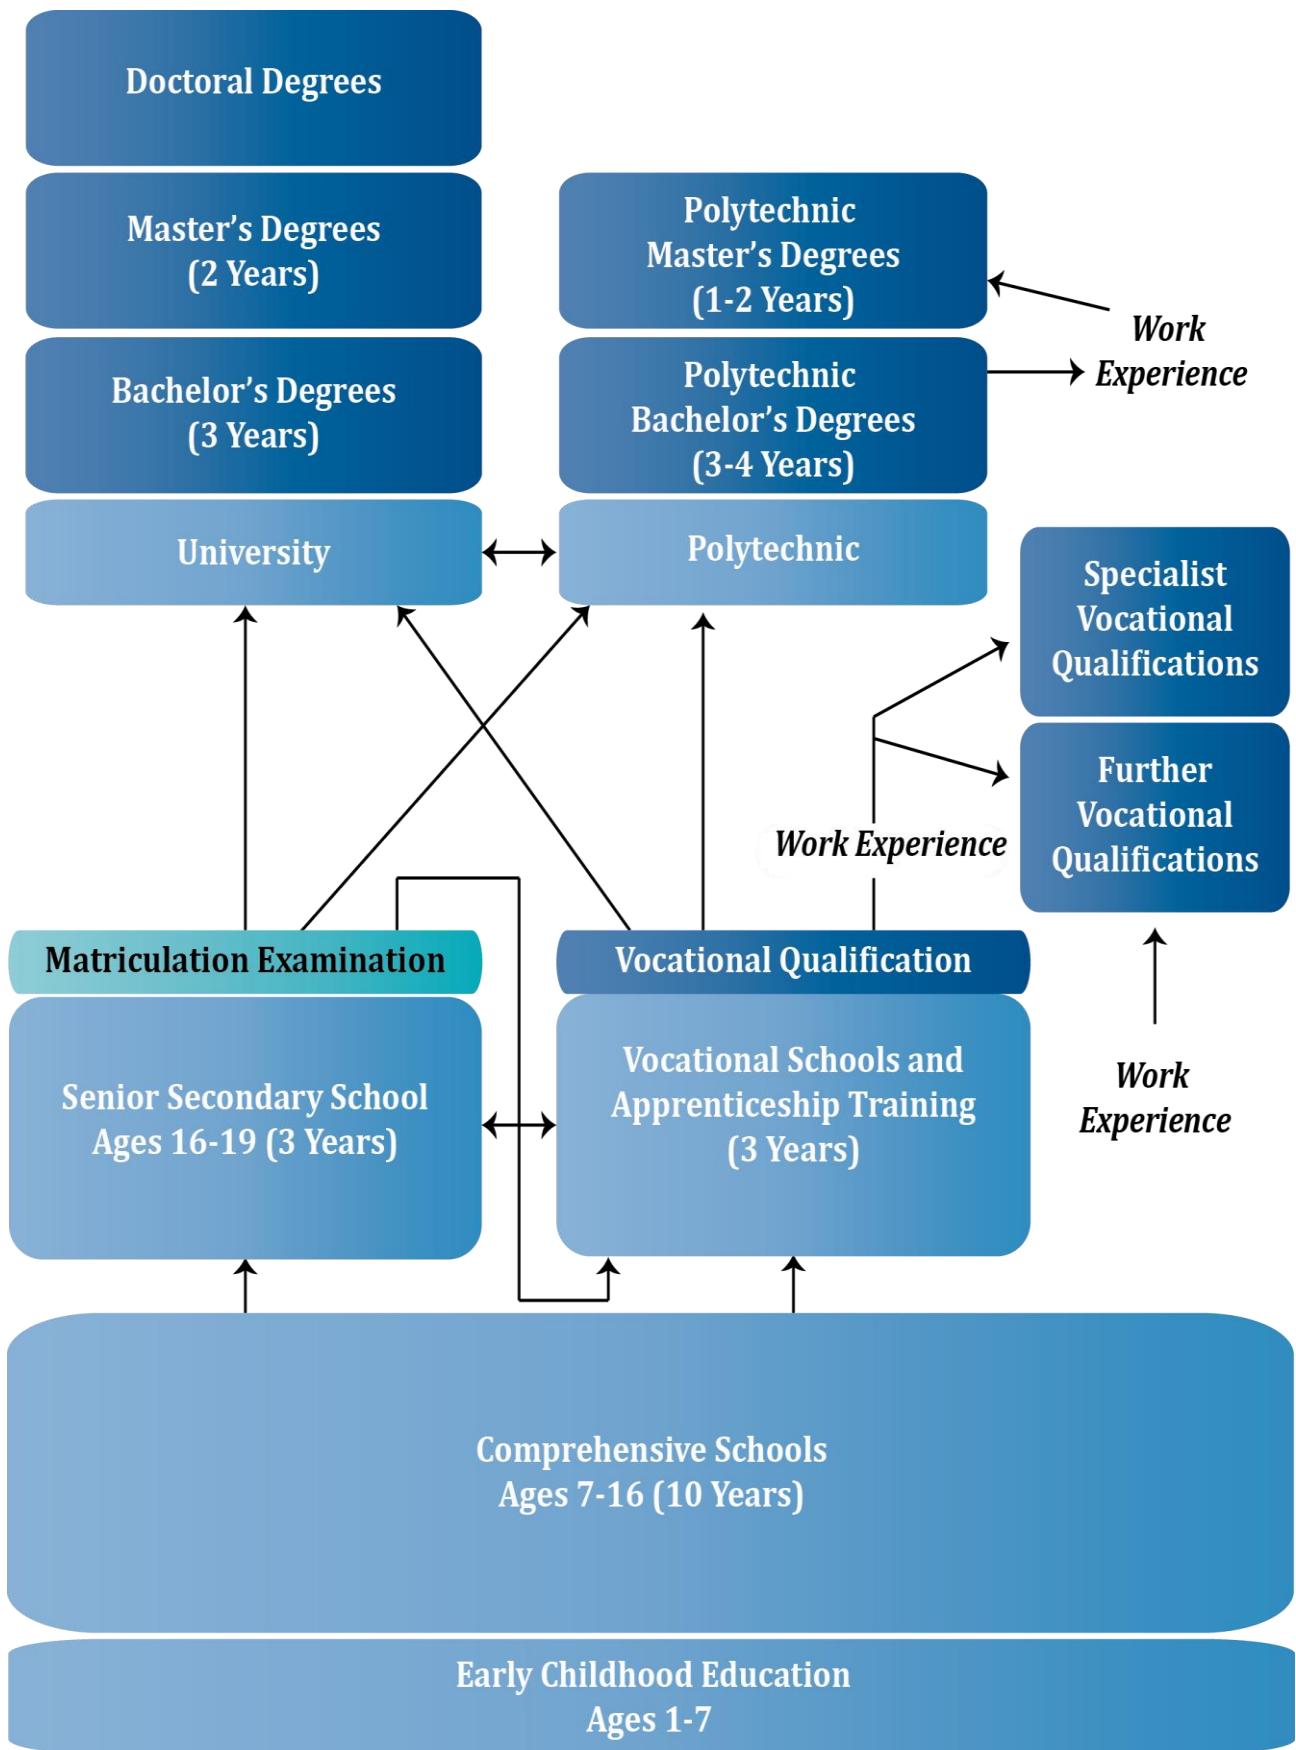 Doctoral Degrees
Master's Degrees
(2 Years)
Polytechnic
Master's Degrees
(1-2 Years)
Work
Experience
Bachelor's Degrees
(3 Years)
Polytechnic
Bachelor's Degrees
(3-4 Years)
University
Polytechnic
Specialist
Vocational
Qualifications
Further
Vocational
Qualifications
Work Experience
Matriculation Examination
Vocational Qualification
Senior Secondary School
Ages 16-19 (3 Years)
Vocational Schools and
Apprenticeship Training
(3 Years)
Work
Experience
Comprehensive Schools
Ages 7-16 (10 Years)
Early Childhood Education
Ages 1-7